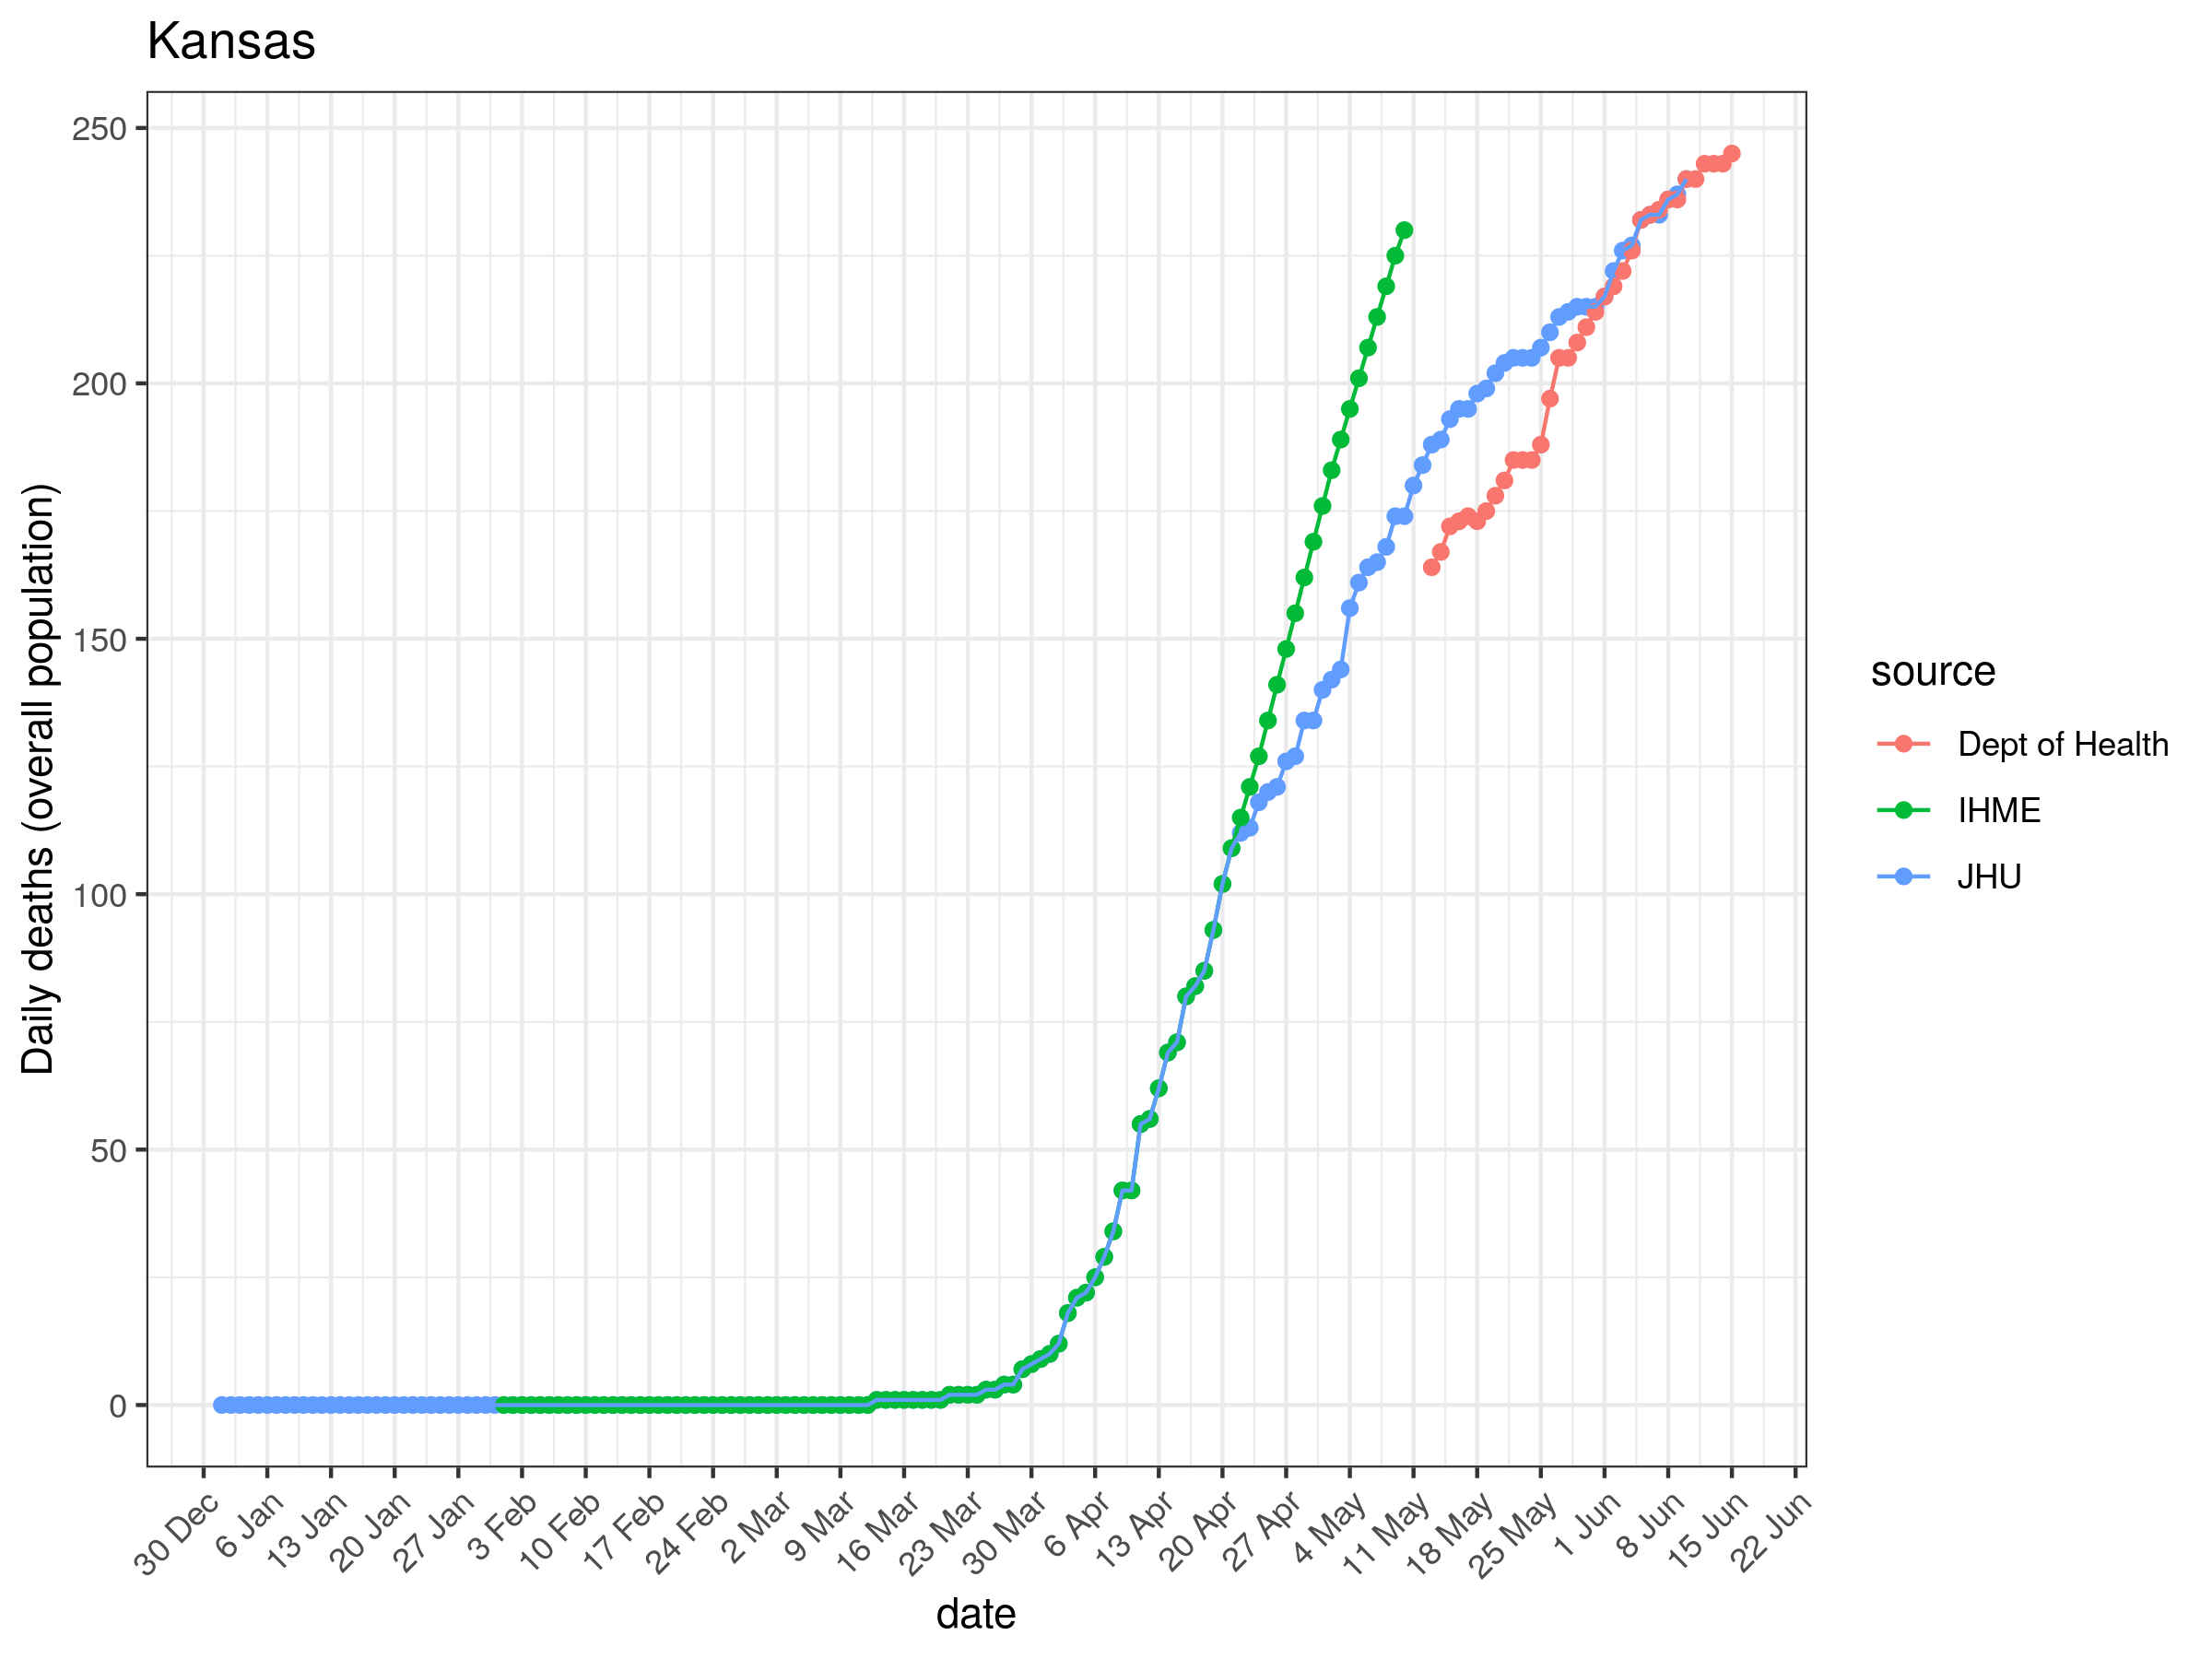 Kansas
250
200
150
100
50
0
Daily deaths (overall population)
30 Dec
6 Jan
13 Jan
20 Jan
27 Jan
3 Feb
10 Feb
17 Feb
24 Feb
2 Mar
9 Mar
16 Mar
23 Mar
30 Mar
6 Apr
13 Apr
20 Apr
27 Apr
4 May
11 May
18 May
25 May
1 Jun
8 Jun
15 Jun
22 Jun
date
source
Dept of Health
IHME
JHU